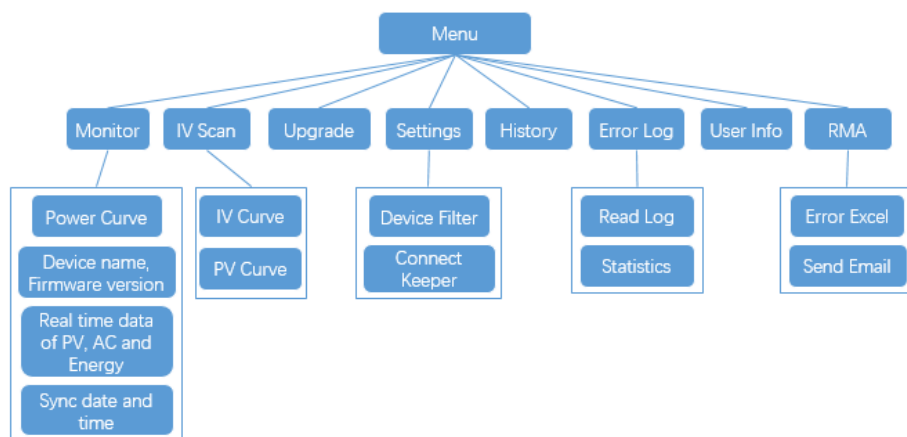 Menu
Monitor
IV Scan
Upgrade
Settings
History
Error Log
User Info
RMA
Power Curve
Device name,
Firmware version
Real time data
of PV, AC and
Energy
Sync date and
time
IV Curve
PV Curve
Device Filter
Connect
Keeper
Read Log
Statistics
Error Excel
Send Email